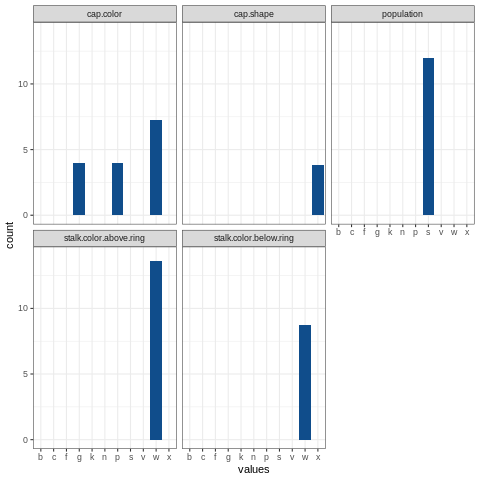 cap.color cap.shape population
10
5
0
b c f g k n p s v w x
stalk.color.above.ring stalk.color.below.ring
10
5
0
b c f g k n p s v w x b c f g k n p s v w x
values
count